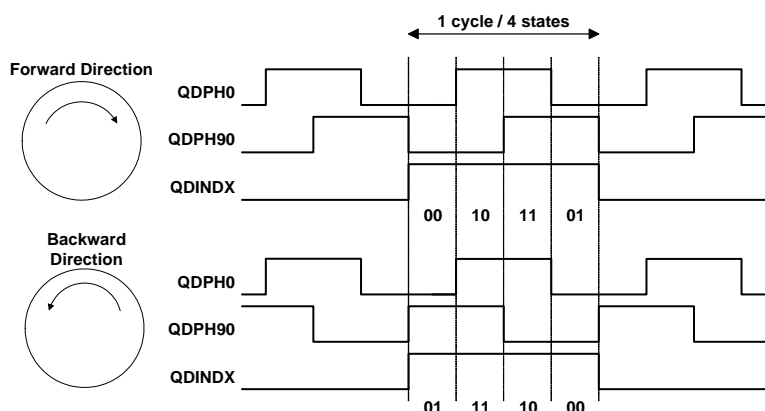 1 cycle / 4 states
Forward Direction
QDPH0
QDPH90
QDINDX
00 10 11 01
Backward
Direction
QDPH0
QDPH90
QDINDX
01 11 10 00